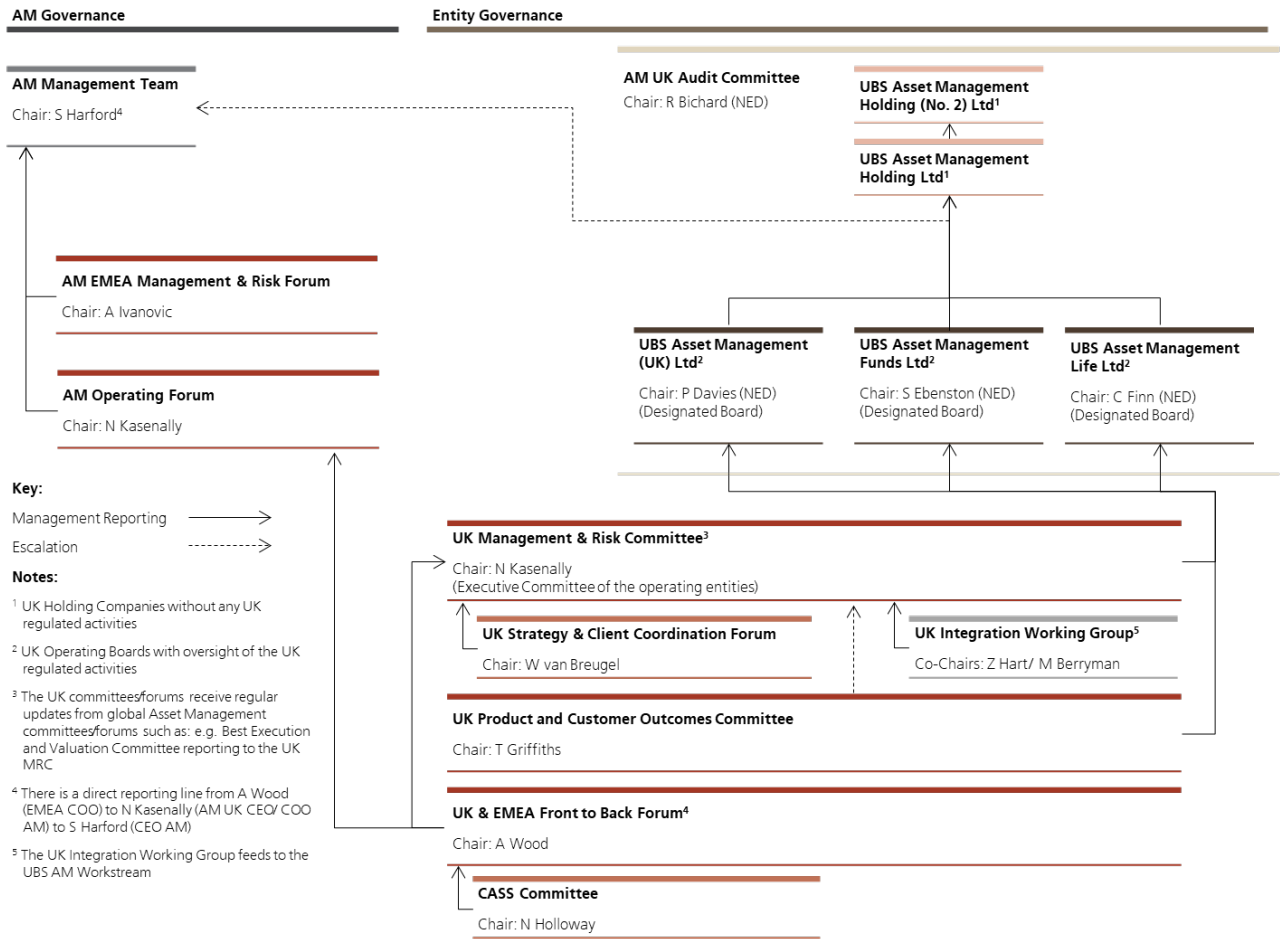 AM Governance
Entity Governance
AM Management Team
Chair: S Harford⁴
AM UK Audit Committee
Chair: R Bichard (NED)
UBS Asset Management
Holding (No. 2) Ltd¹
UBS Asset Management
Holding Ltd¹
AM EMEA Management & Risk Forum
Chair: A Ivanovic
AM Operating Forum
Chair: N Kasenally
UBS Asset Management
(UK) Ltd²
Chair: P Davies (NED)
(Designated Board)
UBS Asset Management
Funds Ltd²
Chair: S Ebenston (NED)
(Designated Board)
UBS Asset Management
Life Ltd²
Chair: C Finn (NED)
(Designated Board)
Key:
Management Reporting
Escalation
Notes:
¹ UK Holding Companies without any UK
regulated activities
² UK Operating Boards with oversight of the UK
regulated activities
³ The UK committees/forums receive regular
updates from global Asset Management
committees/forums such as: e.g. Best Execution
and Valuation Committee reporting to the UK
MRC
⁴ There is a direct reporting line from A Wood
(EMEA COO) to N Kasenally (AM UK CEO/ COO
AM) to S Harford (CEO AM)
⁵ The UK Integration Working Group feeds to the
UBS AM Workstream
UK Management & Risk Committee³
Chair: N Kasenally
(Executive Committee of the operating entities)
UK Strategy & Client Coordination Forum
Chair: W van Breugel
UK Integration Working Group⁵
Co-Chairs: Z Hart/ M Berryman
UK Product and Customer Outcomes Committee
Chair: T Griffiths
UK & EMEA Front to Back Forum⁴
Chair: A Wood
CASS Committee
Chair: N Holloway